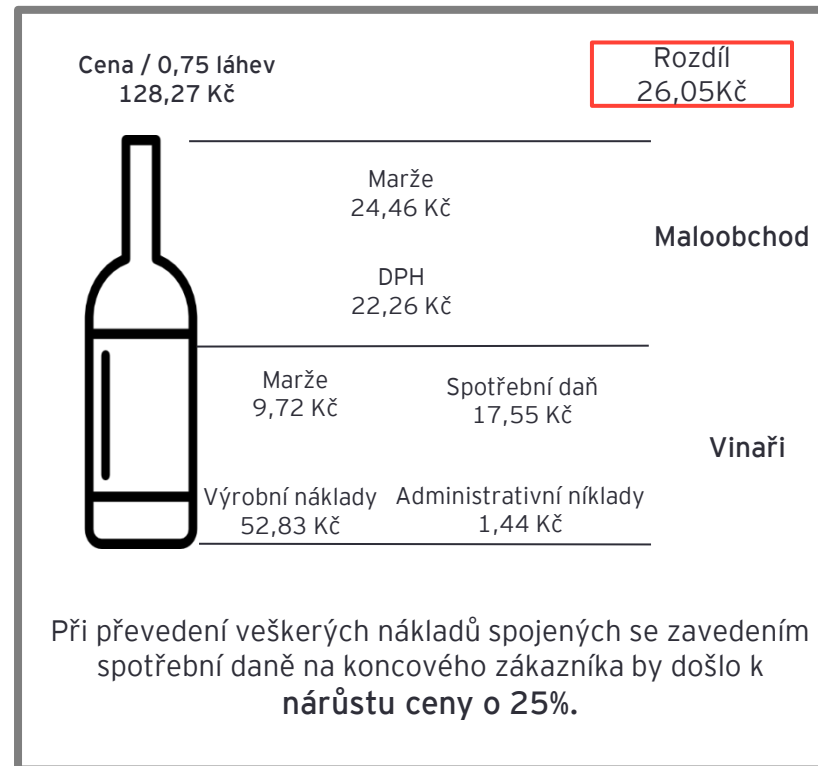 Cena / 0,75 láhev
128,27 Kč
Rozdíl
26,05Kč
Marže
24,46 Kč
Maloobchod
DPH
22,26 Kč
Marže
9,72 Kč
Spotřební daň
17,55 Kč
Vinaři
Výrobní náklady
52,83 Kč
Administrativní níklady
1,44 Kč
Při převedení veškerých nákladů spojených se zavedením
spotřební daně na koncového zákazníka by došlo k
nárůstu ceny o 25%.